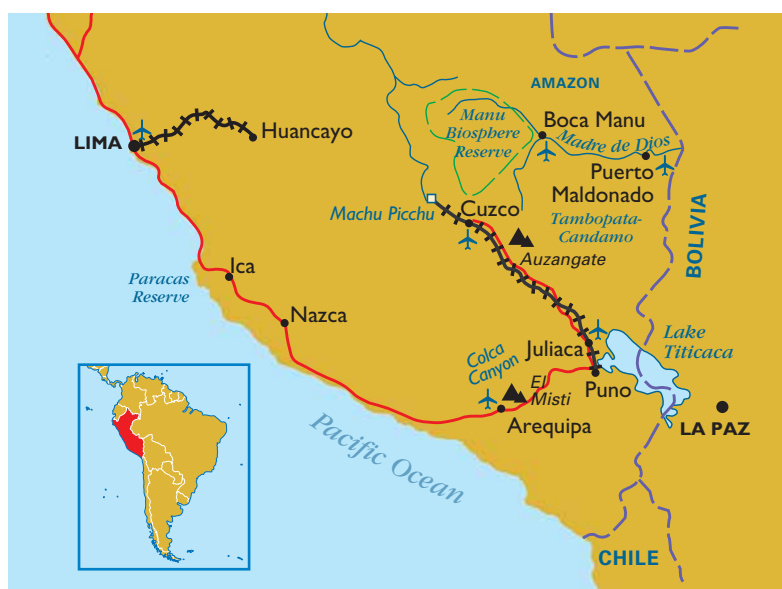 AMAZON
Manu
Biosphere
Reserve
Boca Manu
Madre de Dios
LIMA
Huancayo
Puerto
Maldonado
Machu Picchu
Cuzco
Tambopata-
Candamo
Auzangate
BOLIVIA
Paracas
Reserve
Ica
Nazca
Colca
Canyon
Juliaca
Lake
Titicaca
El
Misti
Puno
Arequipa
LA PAZ
Pacific Ocean
CHILE